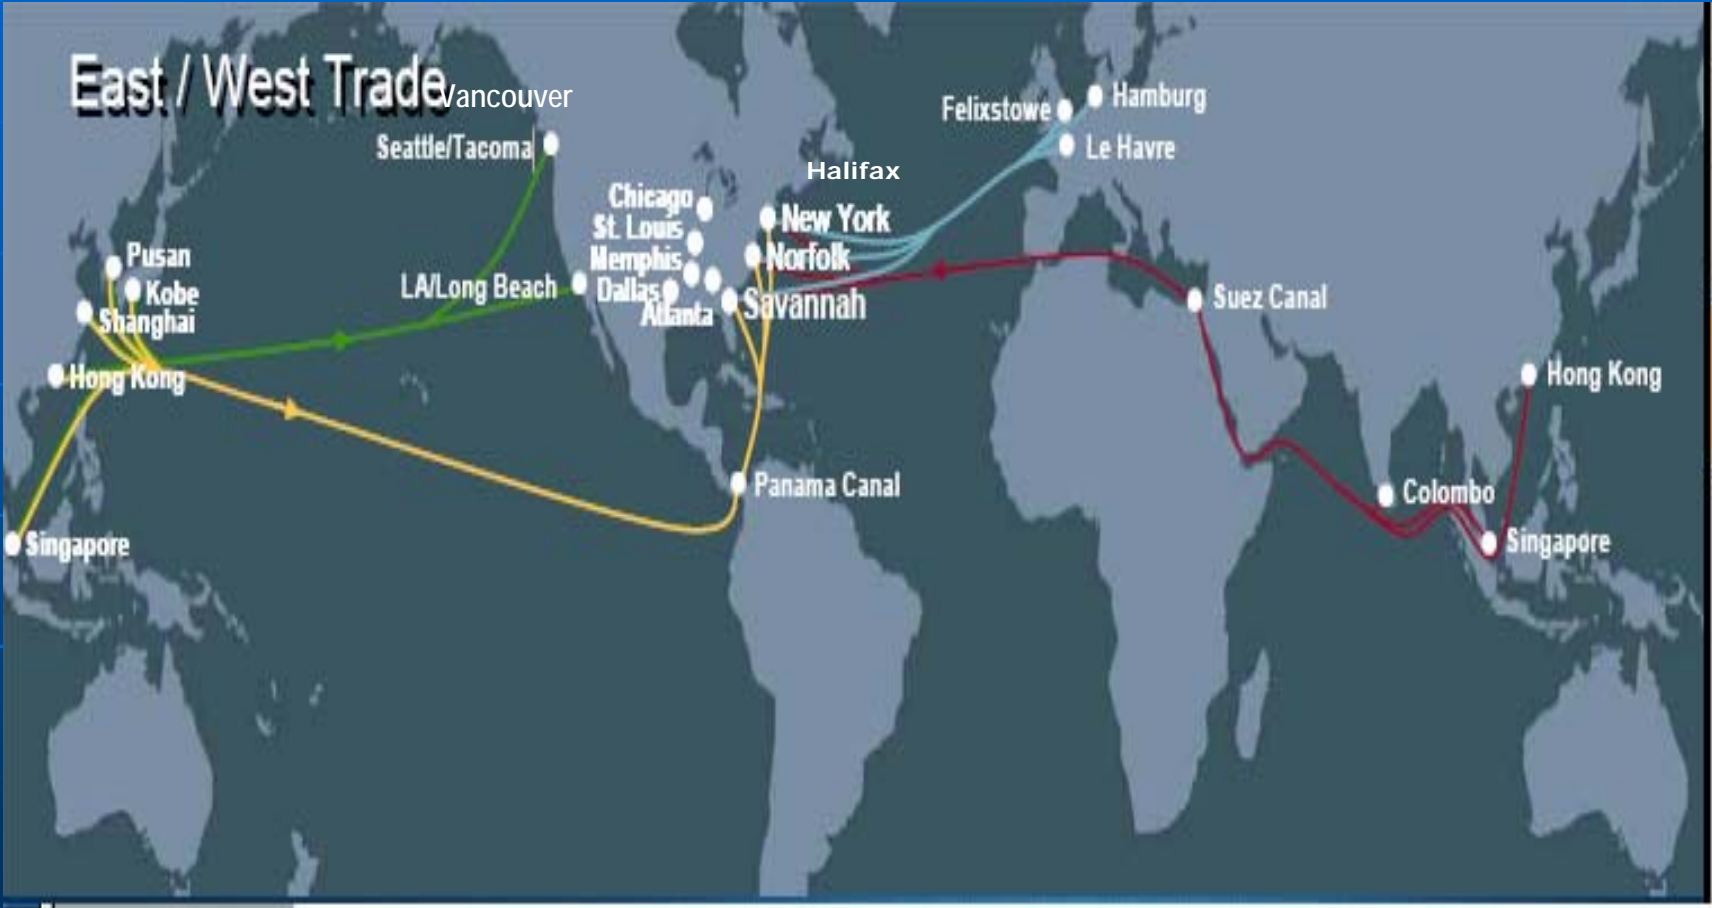 East / West Trade
Vancouver
Seattle/Tacoma
Felixstowe
Hamburg
Le Havre
Halifax
Chicago
St. Louis
Memphis
Dallas
Atlanta
New York
Norfolk
Savannah
LA/Long Beach
Pusan
Kobe
Shanghai
Hong Kong
Singapore
Panama Canal
Suez Canal
Hong Kong
Colombo
Singapore